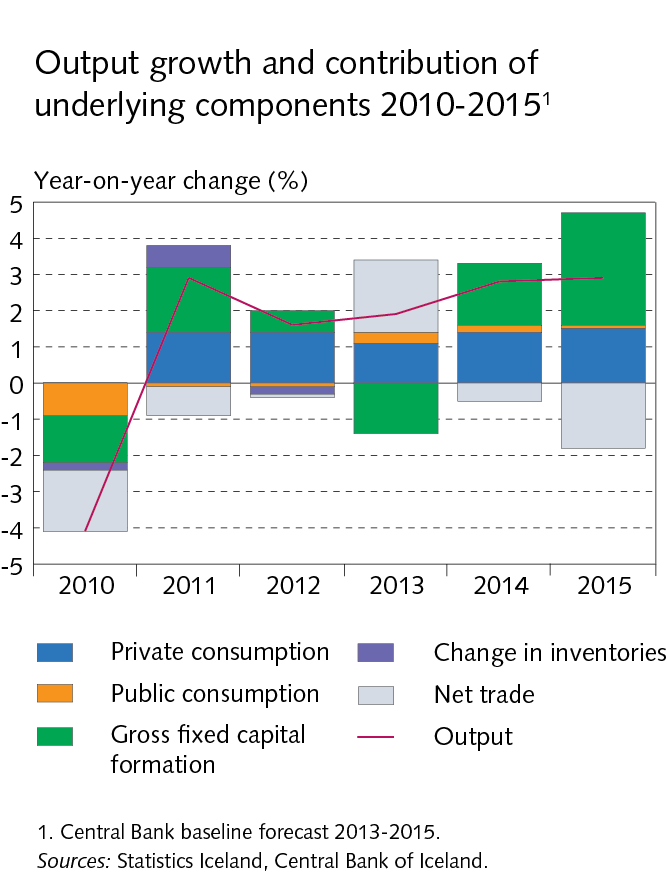 Output growth and contribution of
underlying components 2010-2015¹
Year-on-year change (%)
5
4
3
2
1
0
-1
-2
-3
-4
-5
2010 2011 2012 2013 2014 2015
Private consumption Change in inventories
Public consumption Net trade
Gross fixed capital Output
formation
1. Central Bank baseline forecast 2013-2015.
Sources: Statistics Iceland, Central Bank of Iceland.